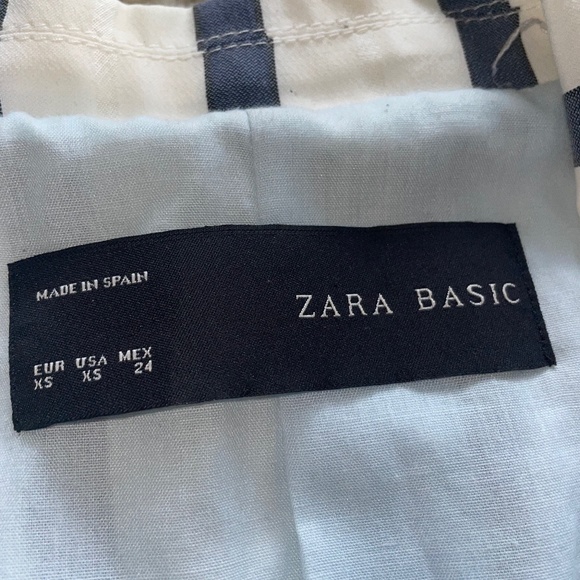 MADE IN SPAIN
ZARA BASIC
EUR USA MEX
XS XS 24